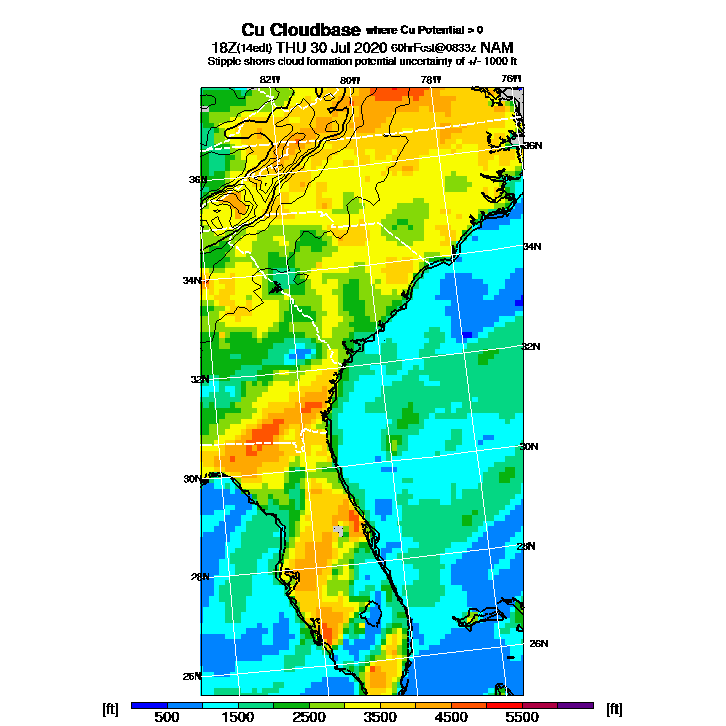 Cu Cloudbase where Cu Potential > 0
18Z(14edt) THU 30 Jul 2020 60hrFcst@0833z NAM
Stipple shows cloud formation potential uncertainty of +/- 1000 ft
82W 80W 78W 76W
36N
36N
34N
34N
32N
32N
30N
30N
28N
28N
26N
26N
[ft] 500 1500 2500 3500 4500 5500 [ft]